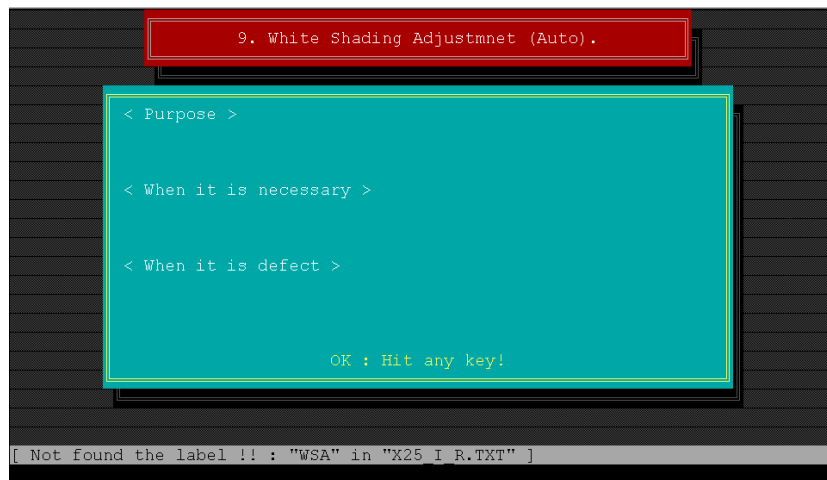 9. White Shading Adjustmnet (Auto).
< Purpose >
< When it is necessary >
< When it is defect >
OK : Hit any key!
[ Not found the label !! : "WSA" in "X25_I_R.TXT" ]